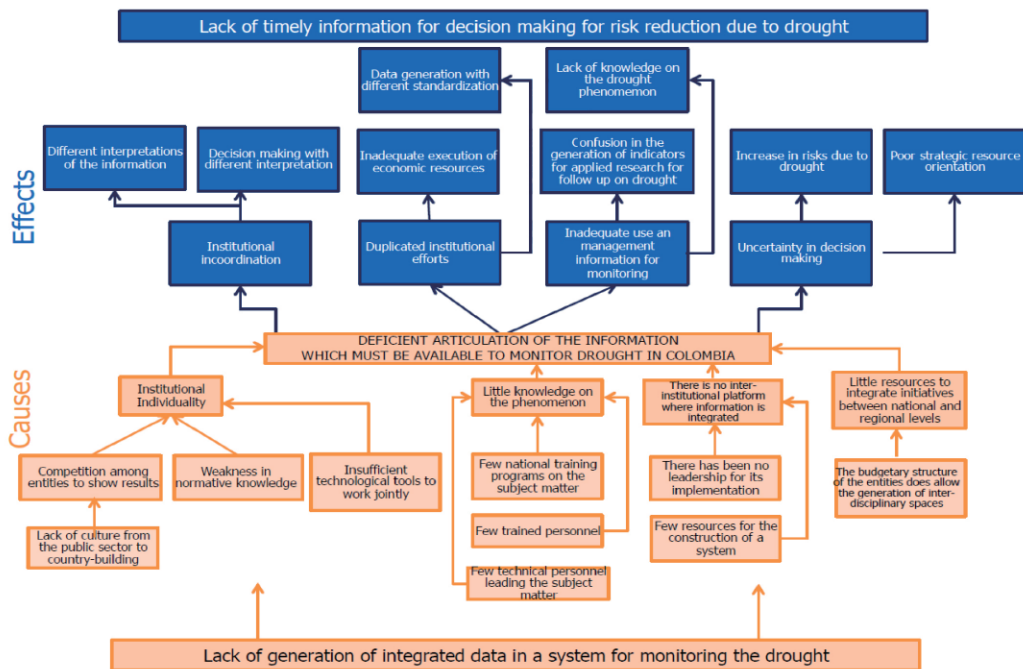 Lack of timely information for decision making for risk reduction due to drought
Data generation with
different standardization
Lack of knowledge on
the drought
phenomemon
Different interpretations
of the information
Decision making with
different interpretation
Inadequate execution of
economic resources
Confusion in the
generation of indicators
for applied research for
follow up on drought
Increase in risks due to
drought
Poor strategic resource
orientation
Effects
Institutional
incoordination
Duplicated institutional
efforts
Inadequate use an
management
information for
monitoring
Uncertainty in decision
making
DEFICIENT ARTICULATION OF THE INFORMATION
WHICH MUST BE AVAILABLE TO MONITOR DROUGHT IN COLOMBIA
Causes
Institutional
Individuality
Little knowledge on
the phenomenon
There is no inter-
institutional platform
where information is
integrated
Little resources to
integrate initiatives
between national and
regional levels
Competition among
entities to show results
Weakness in
normative knowledge
Insufficient
technological tools to
work jointly
Few national training
programs on the
subject matter
There has been no
leadership for its
implementation
The budgetary structure
of the entities does allow
the generation of inter-
disciplinary spaces
Lack of culture from
the public sector to
country-building
Few trained personnel
Few resources for the
construction of a
system
Few technical personnel
leading the subject
matter
Lack of generation of integrated data in a system for monitoring the drought